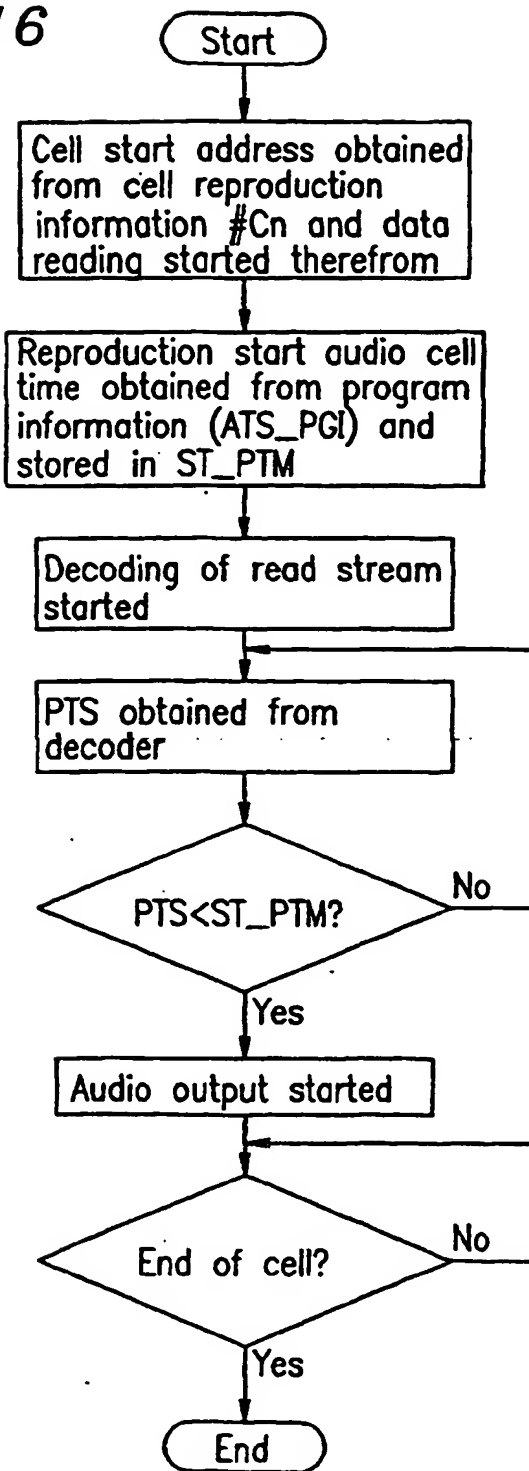 16
Start
Cell start address obtained
from cell reproduction
information #Cn and data
reading started therefrom
Reproduction start audio cell
time obtained from program
information (ATS_PGI) and
stored in ST_PTM
Decoding of read stream
started
PTS obtained from
decoder
PTS<ST_PTM?
No
Yes
Audio output started
End of cell?
No
Yes
End